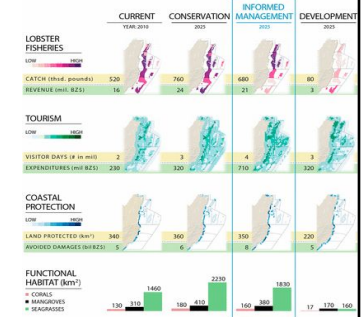 CURRENT CONSERVATION INFORMED MANAGEMENT DEVELOPMENT
YEAR: 2010 2025 2025 2025
LOBSTER FISHERIES
LOW HIGH
CATCH (thsd. pounds) 520 760 680 80
REVENUE (mil. BZ$) 16 24 21 3
TOURISM
LOW HIGH
VISITOR DAYS (# in mil) 2 3 4 3
EXPENDITURES (mil BZ$) 230 320 710 320
COASTAL PROTECTION
LOW HIGH
LAND PROTECTED (km²) 340 360 350 220
AVOIDED DAMAGES (bil BZ$) 5 6 8 5
FUNCTIONAL HABITAT (km²)
CORALS
MANGROVES
SEAGRASSES
130 310 1460 180 410 2230 160 380 1830 17 170 160